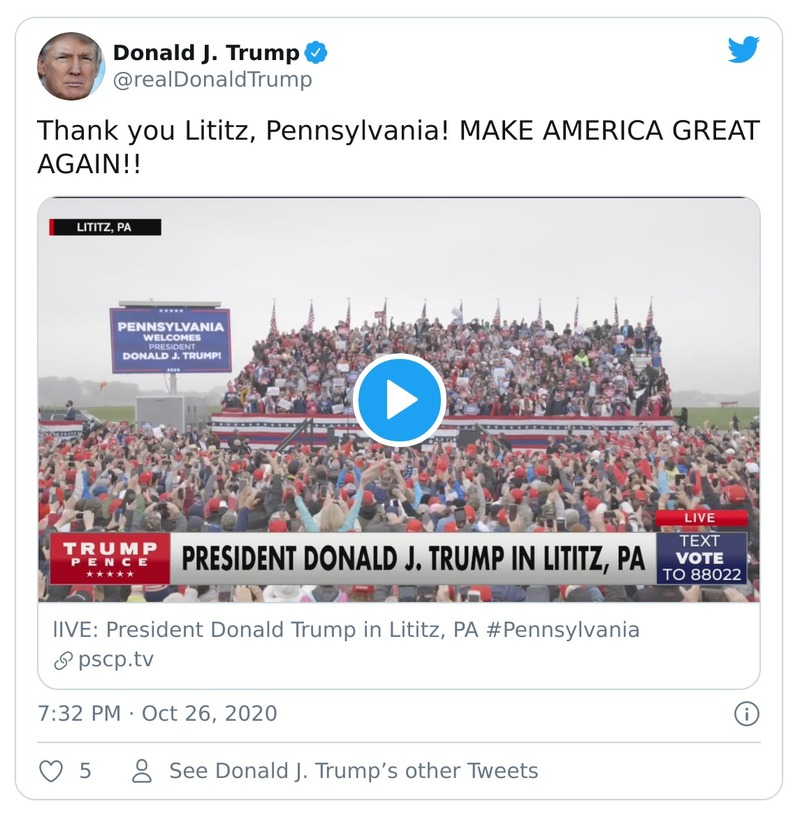 Donald J. Trump
@realDonaldTrump
Thank you Lititz, Pennsylvania! MAKE AMERICA GREAT
AGAIN!!
LITITZ, PA
PENNSYLVANIA
WELCOMES
PRESIDENT
DONALD J. TRUMP!
LIVE
TRUMP
PENCE
PRESIDENT DONALD J. TRUMP IN LITITZ, PA
TEXT
VOTE
TO 88022
lIVE: President Donald Trump in Lititz, PA #Pennsylvania
pscp.tv
7:32 PM · Oct 26, 2020
5
See Donald J. Trump’s other Tweets